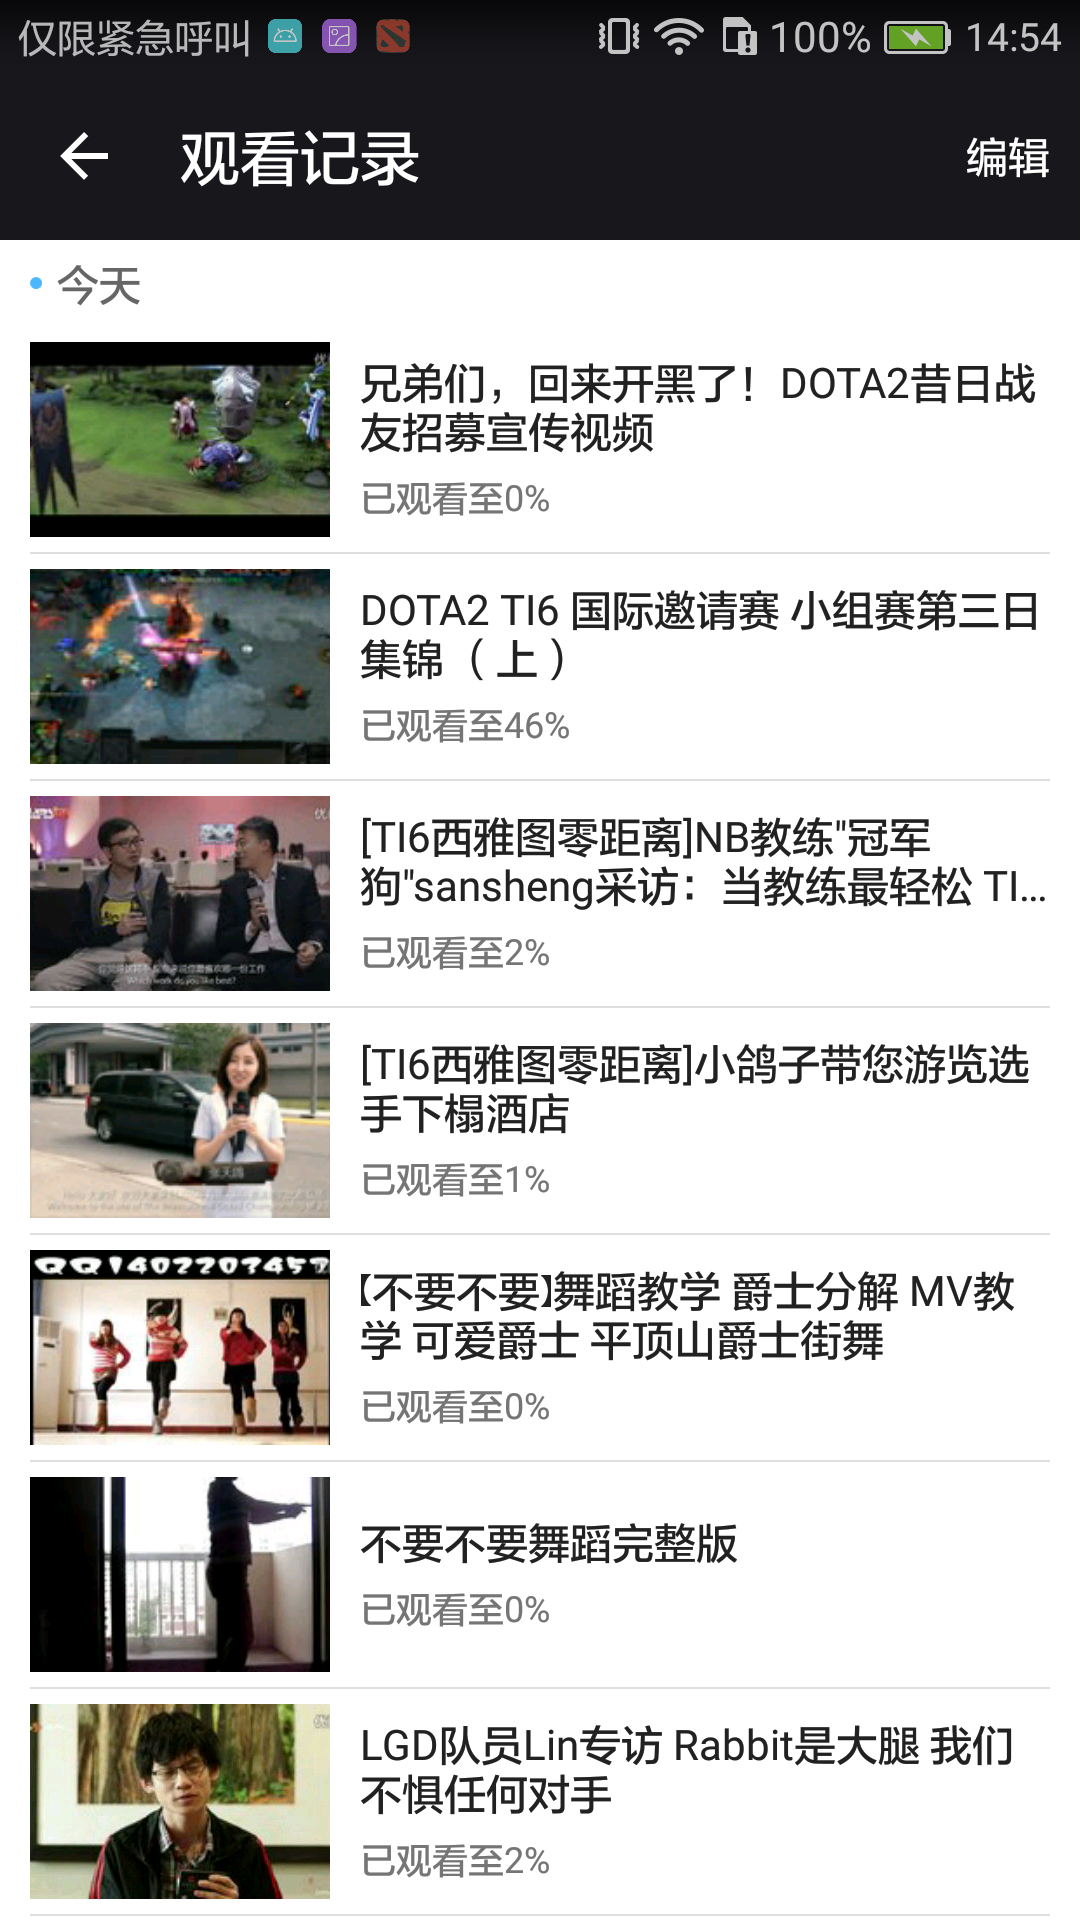 仅限紧急呼叫
100%
14:54
观看记录
编辑
今天
兄弟们，回来开黑了！DOTA2昔日战
友招募宣传视频
已观看至0%
DOTA2 TI6 国际邀请赛 小组赛第三日
集锦（上）
已观看至46%
[TI6西雅图零距离]NB教练"冠军
狗"sansheng采访：当教练最轻松 TI...
已观看至2%
Which work do you like best?
[TI6西雅图零距离]小鸽子带您游览选
手下榻酒店
已观看至1%
QQ1402203457
【不要不要】舞蹈教学 爵士分解 MV教
学 可爱爵士 平顶山爵士街舞
已观看至0%
不要不要舞蹈完整版
已观看至0%
LGD队员Lin专访 Rabbit是大腿 我们
不惧任何对手
已观看至2%